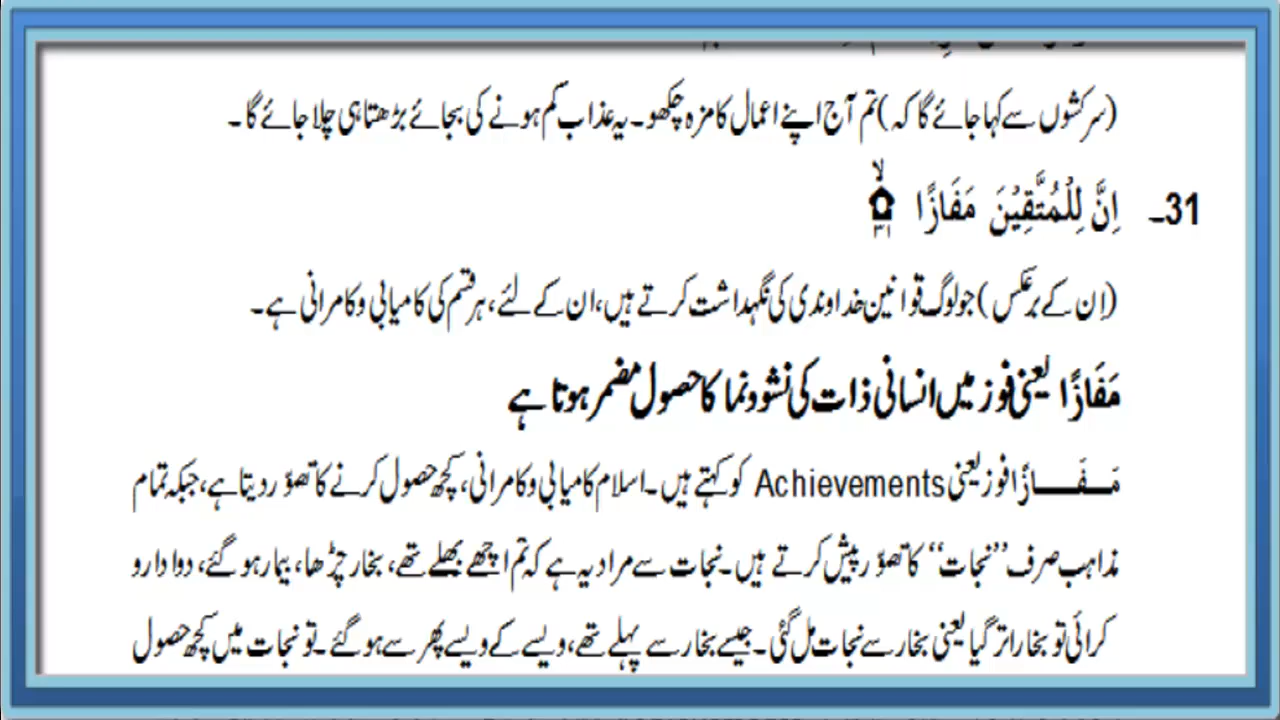 (سرکشوں سے کہا جائے گا کہ) تم آج اپنے اعمال کا مزہ چکھو۔ یہ عذاب کم ہونے کی بجائے بڑھتا ہی چلا جائے گا۔
31۔ اِنَّ لِلْمُتَّقِيْنَ مَفَازًا ۙ۝۳۱
(اِن کے برعکس) جو لوگ قوانین خداوندی کی نگہداشت کرتے ہیں، ان کے لئے، ہر قسم کی کامیابی و کامرانی ہے۔
مَفَازًا یعنی فوز میں انسانی ذات کی نشوونما کا حصول مضمر ہوتا ہے
مَــفَــازًا فوز یعنی Achievements کو کہتے ہیں۔ اسلام کامیابی و کامرانی، کچھ حصول کرنے کا تصوّر دیتا ہے، جبکہ تمام
مذاہب صرف ’’نجات‘‘ کا تصوّر پیش کرتے ہیں۔ نجات سے مراد یہ ہے کہ تم اچھے بھلے تھے، بخار چڑھا، بیمار ہو گئے، دوا دارو
کرائی تو بخار اتر گیا یعنی بخار سے نجات مل گئی۔ جیسے بخار سے پہلے تھے، ویسے کے ویسے پھر سے ہو گئے۔ تو نجات میں کچھ حصول